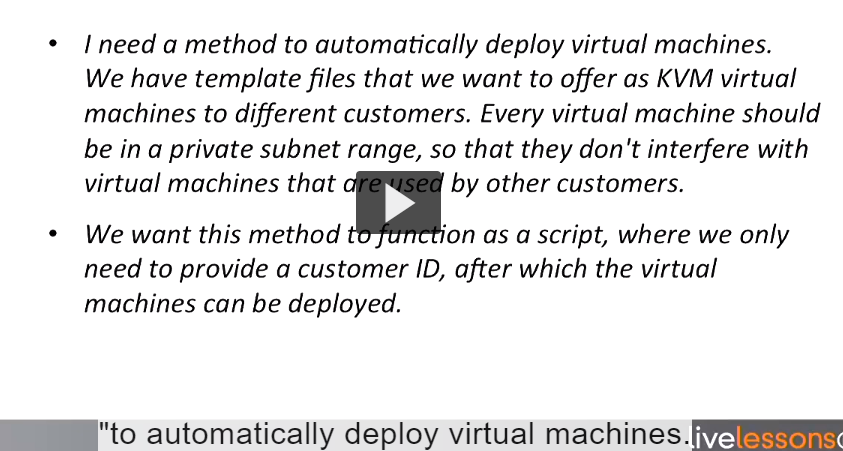 • I need a method to automatically deploy virtual machines.
We have template files that we want to offer as KVM virtual
machines to different customers. Every virtual machine should
be in a private subnet range, so that they don't interfere with
virtual machines that are used by other customers.
• We want this method to function as a script, where we only
need to provide a customer ID, after which the virtual
machines can be deployed.
"to automatically deploy virtual machines.
livelessons